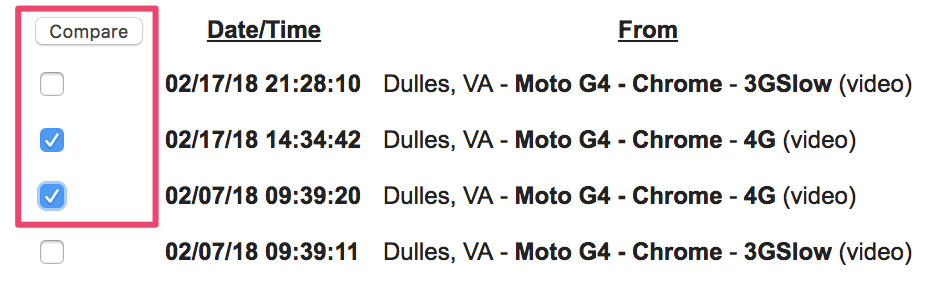 Compare Date/Time From
02/17/18 21:28:10 Dulles, VA - Moto G4 - Chrome - 3GSlow (video)
02/17/18 14:34:42 Dulles, VA - Moto G4 - Chrome - 4G (video)
02/07/18 09:39:20 Dulles, VA - Moto G4 - Chrome - 4G (video)
02/07/18 09:39:11 Dulles, VA - Moto G4 - Chrome - 3GSlow (video)